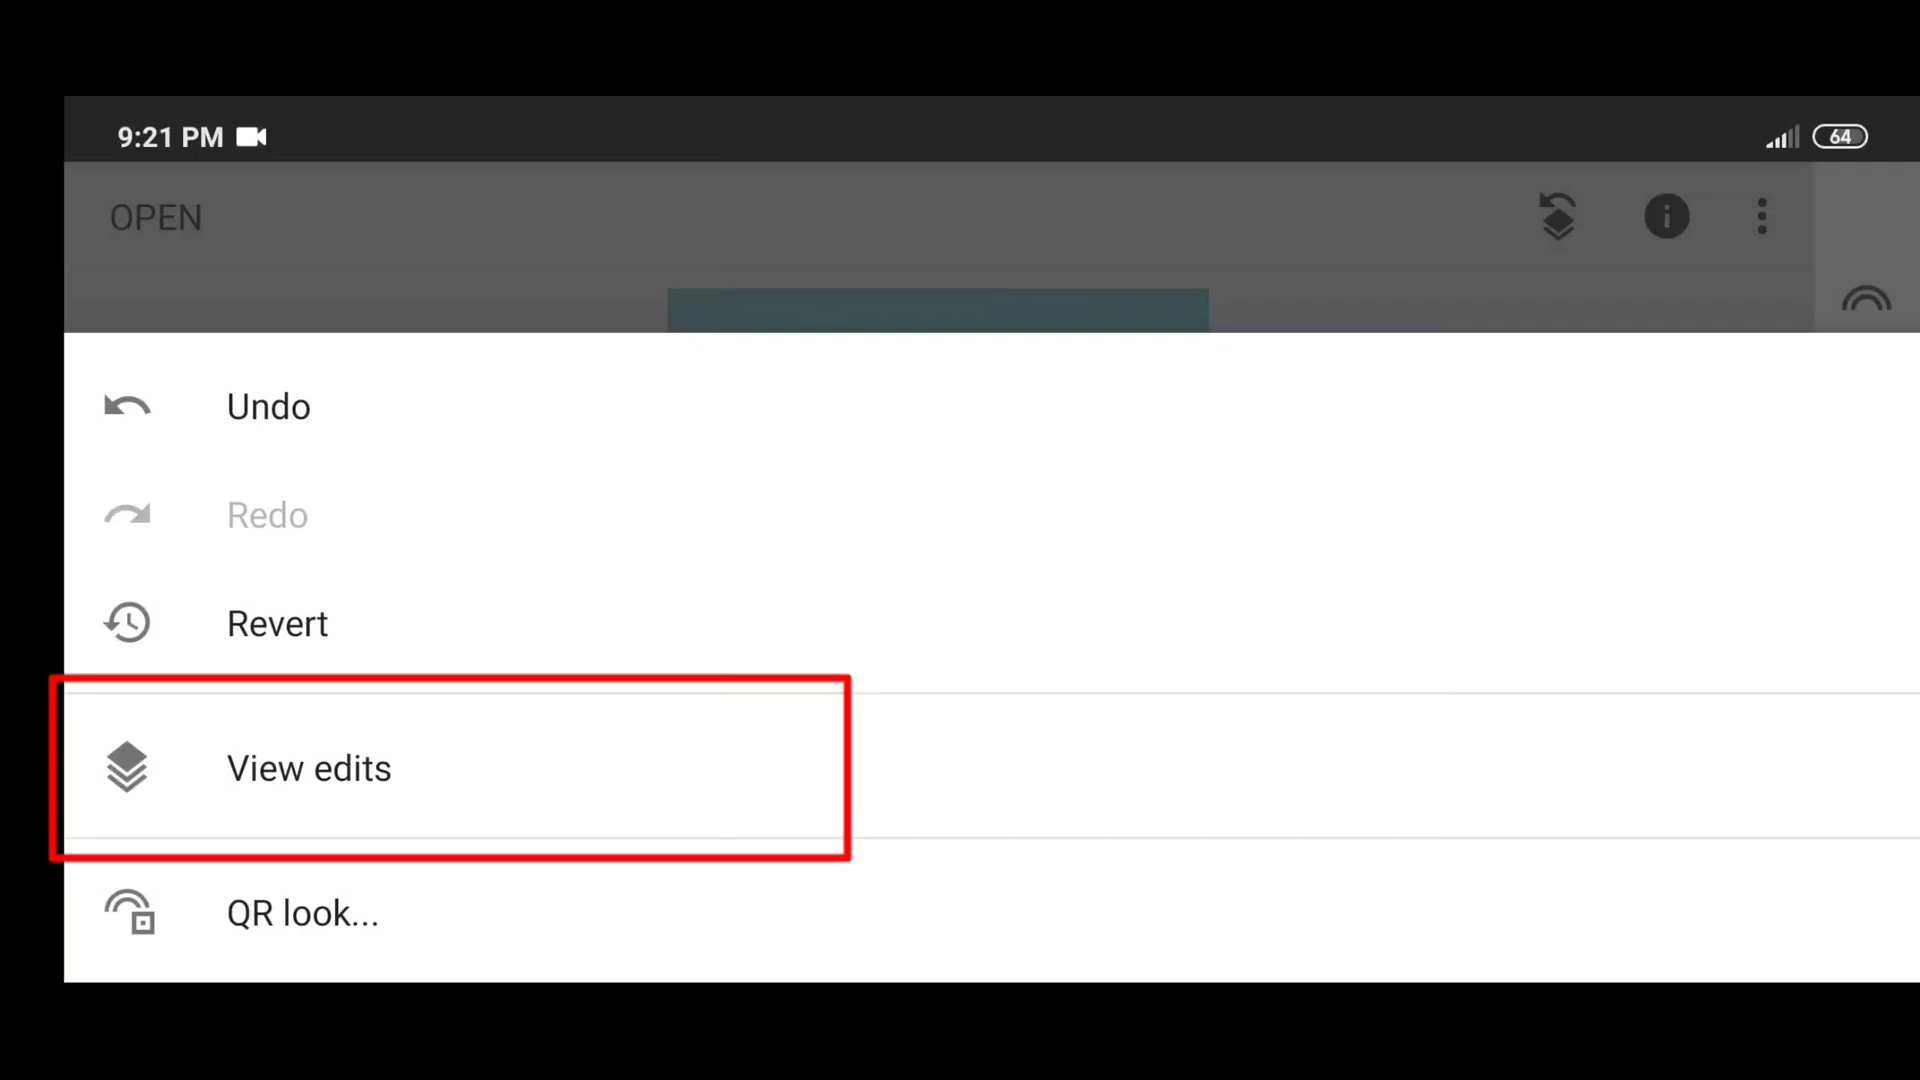 9:21 PM
64
OPEN
Undo
Redo
Revert
View edits
QR look...